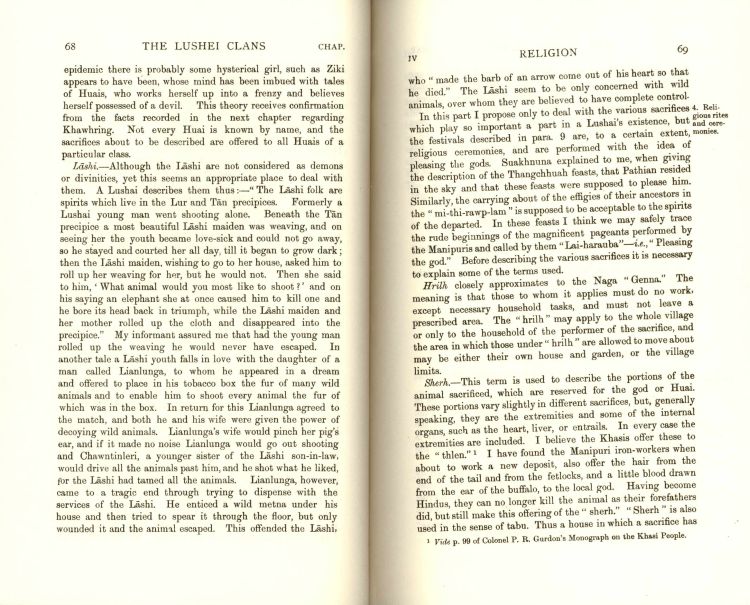 68 THE LUSHEI CLANS CHAP.
epidemic there is probably some hysterical girl, such as Ziki
appears to have been, whose mind has been imbued with tales
of Huais, who works herself up into a frenzy and believes
herself possessed of a devil. This theory receives confirmation
from the facts recorded in the next chapter regarding
Khawhring. Not every Huai is known by name, and the
sacrifices about to be described are offered to all Huais of a
particular class.
Lāshi.—Although the Lāshi are not considered as demons
or divinities, yet this seems an appropriate place to deal with
them. A Lushai describes them thus:—"The Lāshi folk are
spirits which live in the Lur and Tān precipices. Formerly a
Lushai young man went shooting alone. Beneath the Tān
precipice a most beautiful Lāshi maiden was weaving, and on
seeing her the youth became love-sick and could not go away,
so he stayed and courted her all day, till it began to grow dark;
then the Lāshi maiden, wishing to go to her house, asked him to
roll up her weaving for her, but he would not. Then she said
to him, 'What animal would you most like to shoot?' and on
his saying an elephant she at once caused him to kill one and
he bore its head back in triumph, while the Lāshi maiden and
her mother rolled up the cloth and disappeared into the
precipice." My informant assured me that had the young man
rolled up the weaving he would never have escaped. In
another tale a Lāshi youth falls in love with the daughter of a
man called Lianlunga, to whom he appeared in a dream
and offered to place in his tobacco box the fur of many wild
animals and to enable him to shoot every animal the fur of
which was in the box. In return for this Lianlunga agreed to
the match, and both he and his wife were given the power of
decoying wild animals. Lianlunga's wife would pinch her pig's
ear, and if it made no noise Lianlunga would go out shooting
and Chawntinleri, a younger sister of the Lāshi son-in-law,
would drive all the animals past him, and he shot what he liked,
for the Lāshi had tamed all the animals. Lianlunga, however,
came to a tragic end through trying to dispense with the
services of the Lāshi. He enticed a wild metna under his
house and then tried to spear it through the floor, but only
wounded it and the animal escaped. This offended the Lāshi,
IV RELIGION 69
who "made the barb of an arrow come out of his heart so that
he died." The Lāshi seem to be only concerned with wild
animals, over whom they are believed to have complete control.
In this part I propose only to deal with the various sacrifices
which play so important a part in a Lushai's existence, but
the festivals described in para. 9 are, to a certain extent,
religious ceremonies, and are performed with the idea of
pleasing the gods. Suakhnuna explained to me, when giving
the description of the Thangchhuah feasts, that Pathian resided
in the sky and that these feasts were supposed to please him.
Similarly, the carrying about of the effigies of their ancestors in
the "mi-thi-rawp-lam" is supposed to be acceptable to the spirits
of the departed. In these feasts I think we may safely trace
the rude beginnings of the magnificent pageants performed by
the Manipuris and called by them "Lai-harauba"—i.e., "Pleasing
the god." Before describing the various sacrifices it is necessary
to explain some of the terms used.
Hrilh closely approximates to the Naga "Genna." The
meaning is that those to whom it applies must do no work,
except necessary household tasks, and must not leave a
prescribed area. The "hrilh" may apply to the whole village
or only to the household of the performer of the sacrifice, and
the area in which those under "hrilh" are allowed to move about
may be either their own house and garden, or the village
limits.
Sherh.—This term is used to describe the portions of the
animal sacrificed, which are reserved for the god or Huai.
These portions vary slightly in different sacrifices, but, generally
speaking, they are the extremities and some of the internal
organs, such as the heart, liver, or entrails. In every case the
extremities are included. I believe the Khasis offer these to
the "thlen."¹ I have found the Manipuri iron-workers when
about to work a new deposit, also offer the hair from the
end of the tail and from the fetlocks, and a little blood drawn
from the ear of the buffalo, to the local god. Having become
Hindus, they can no longer kill the animal as their forefathers
did, but still make this offering of the "sherh." "Sherh" is also
used in the sense of tabu. Thus a house in which a sacrifice has
¹ Vide p. 99 of Colonel P. R. Gurdon's Monograph on the Khasi People.
4. Reli-
gious rites
and cere-
monies.